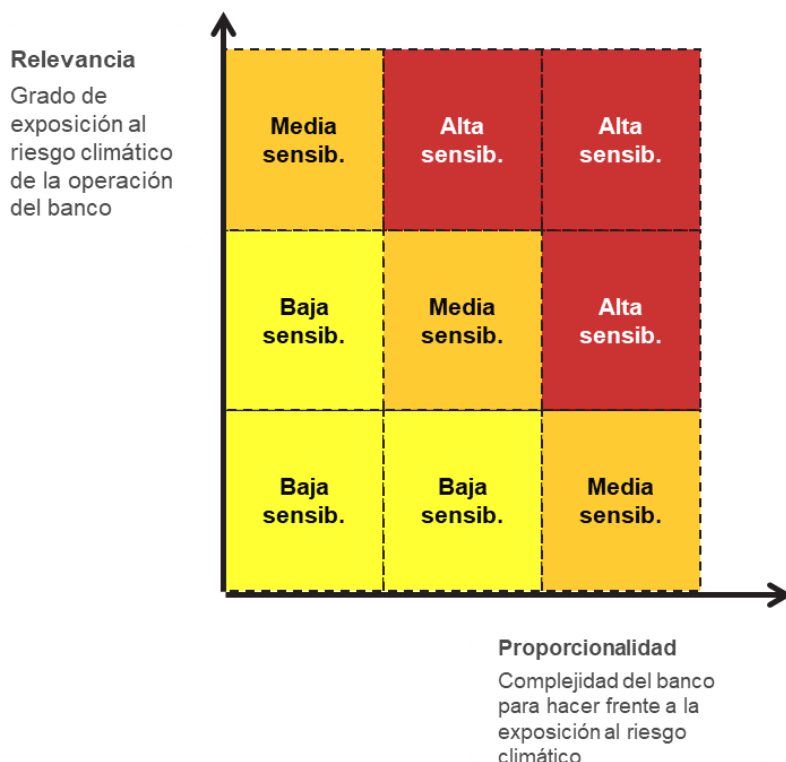 Relevancia
Grado de
exposición al
riesgo climático
de la operación
del banco
Media
sensib.
Alta
sensib.
Alta
sensib.
Baja
sensib.
Media
sensib.
Alta
sensib.
Baja
sensib.
Baja
sensib.
Media
sensib.
Proporcionalidad
Complejidad del banco
para hacer frente a la
exposición al riesgo
climático